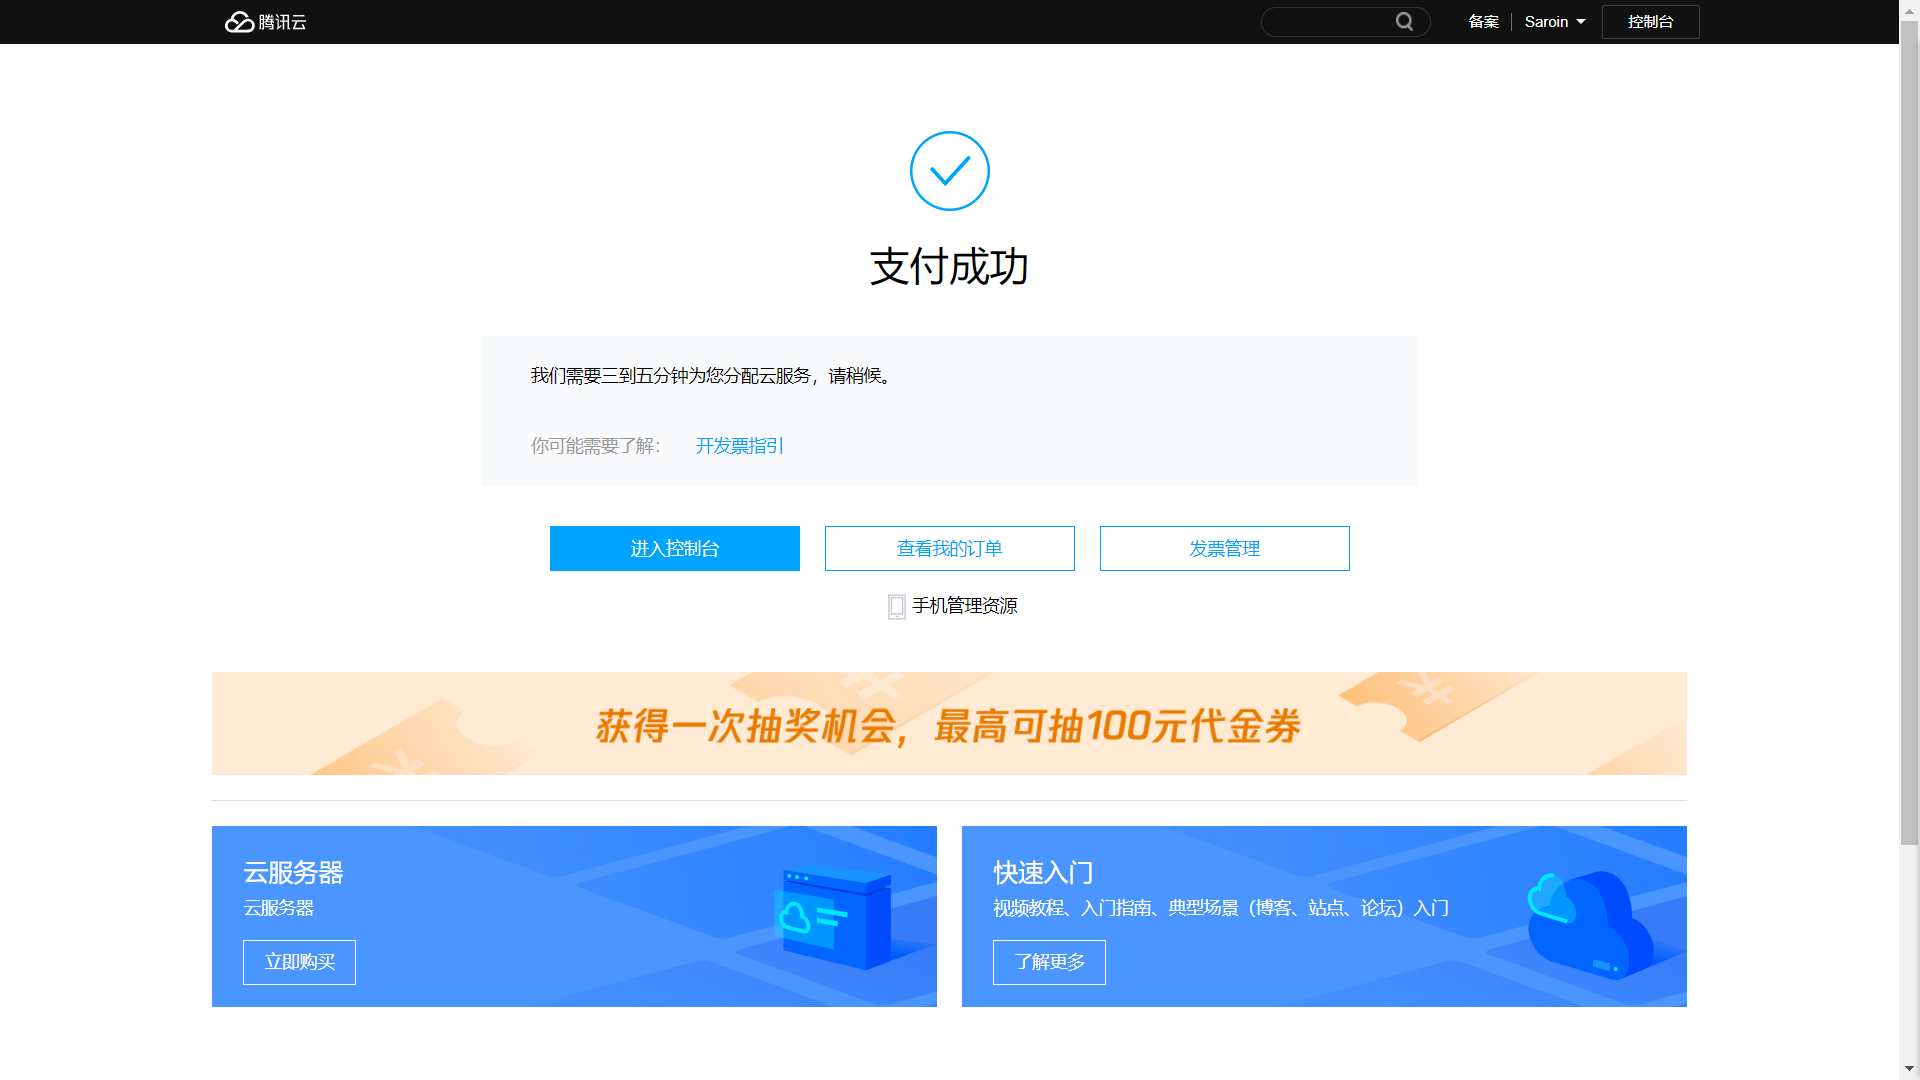 腾讯云
备案
Saroin
控制台
支付成功
我们需要三到五分钟为您分配云服务，请稍候。
你可能需要了解： 开发票指引
进入控制台
查看我的订单
发票管理
手机管理资源
获得一次抽奖机会，最高可抽100元代金券
云服务器
云服务器
立即购买
快速入门
视频教程、入门指南、典型场景（博客、站点、论坛）入门
了解更多